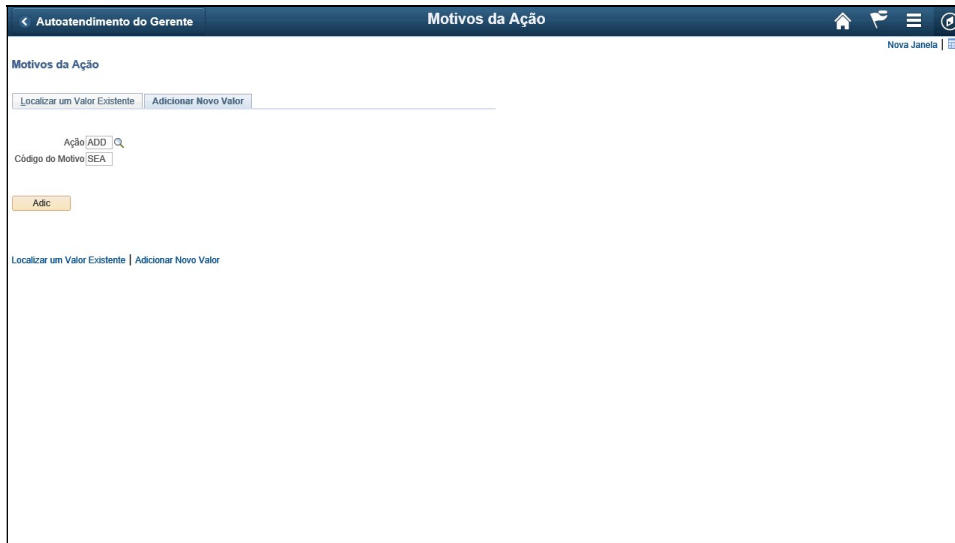 Autoatendimento do Gerente
Motivos da Ação
Nova Janela |
Motivos da Ação
Localizar um Valor Existente
Adicionar Novo Valor
Ação ADD
Código do Motivo SEA
Adic
Localizar um Valor Existente | Adicionar Novo Valor